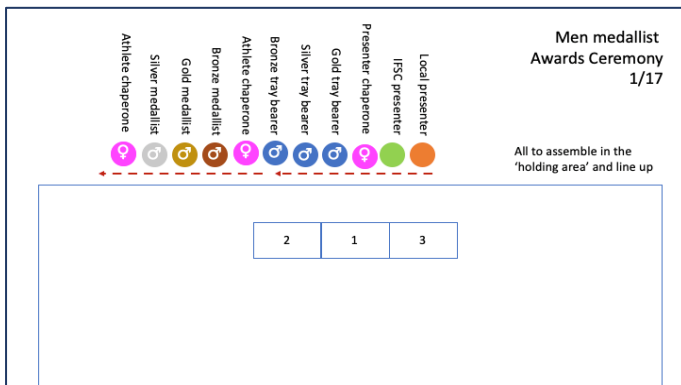 Men medallist
Awards Ceremony
1/17
Athlete chaperone
Silver medallist
Gold medallist
Bronze medallist
Athlete chaperone
Bronze tray bearer
Silver tray bearer
Gold tray bearer
Presenter chaperone
IFSC presenter
Local presenter
All to assemble in the
‘holding area’ and line up
2 1 3